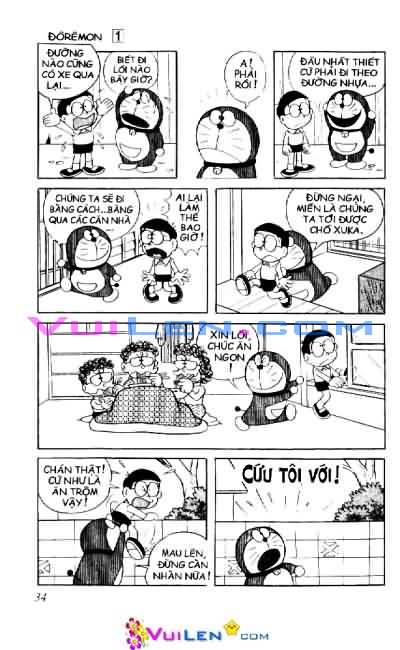 ĐÔRÊMON 1
ĐƯỜNG
NÀO CŨNG
CÓ XE QUA
LẠI...
BIẾT ĐI
LỐI NÀO
BÂY GIỜ?
A!
PHẢI
RỒI!
ĐÂU NHẤT THIẾT
CỨ PHẢI ĐI THEO
ĐƯỜNG NHỰA...
CHÚNG TA SẼ ĐI
BẰNG CÁCH...BĂNG
QUA CÁC CĂN NHÀ
AI LẠI
LÀM
THẾ
BAO
GIỜ!
ĐỪNG NGẠI,
MIỄN LÀ CHÚNG
TA TỚI ĐƯỢC
CHỖ XUKA.
VUILEN.COM
XIN LỖI,
CHÚC ĂN
NGON
!
CHÁN THẬT!
CỨ NHƯ LÀ
ĂN TRỘM
VẬY!
MAU LÊN,
ĐỪNG CẰN
NHẰN NỮA!
CỨU TÔI VỚI!
34
VUILEN.COM